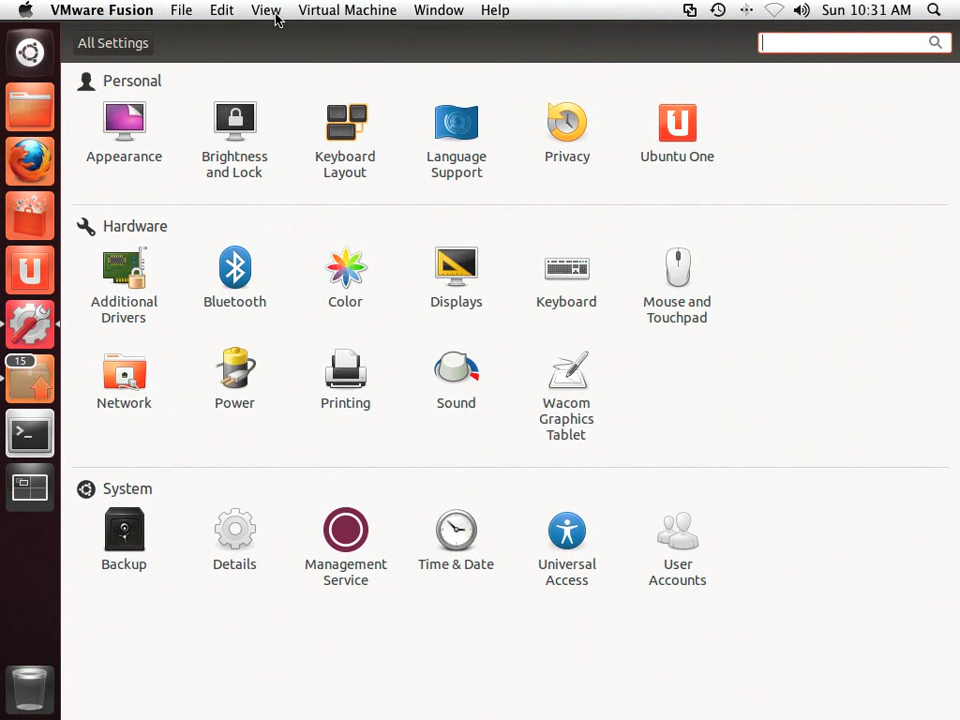 VMware Fusion File Edit View Virtual Machine Window Help Sun 10:31 AM
All Settings
Personal
Appearance
Brightness and Lock
Keyboard Layout
Language Support
Privacy
Ubuntu One
Hardware
Additional Drivers
Bluetooth
Color
Displays
Keyboard
Mouse and Touchpad
15
Network
Power
Printing
Sound
Wacom Graphics Tablet
>_
System
Backup
Details
Management Service
Time & Date
Universal Access
User Accounts